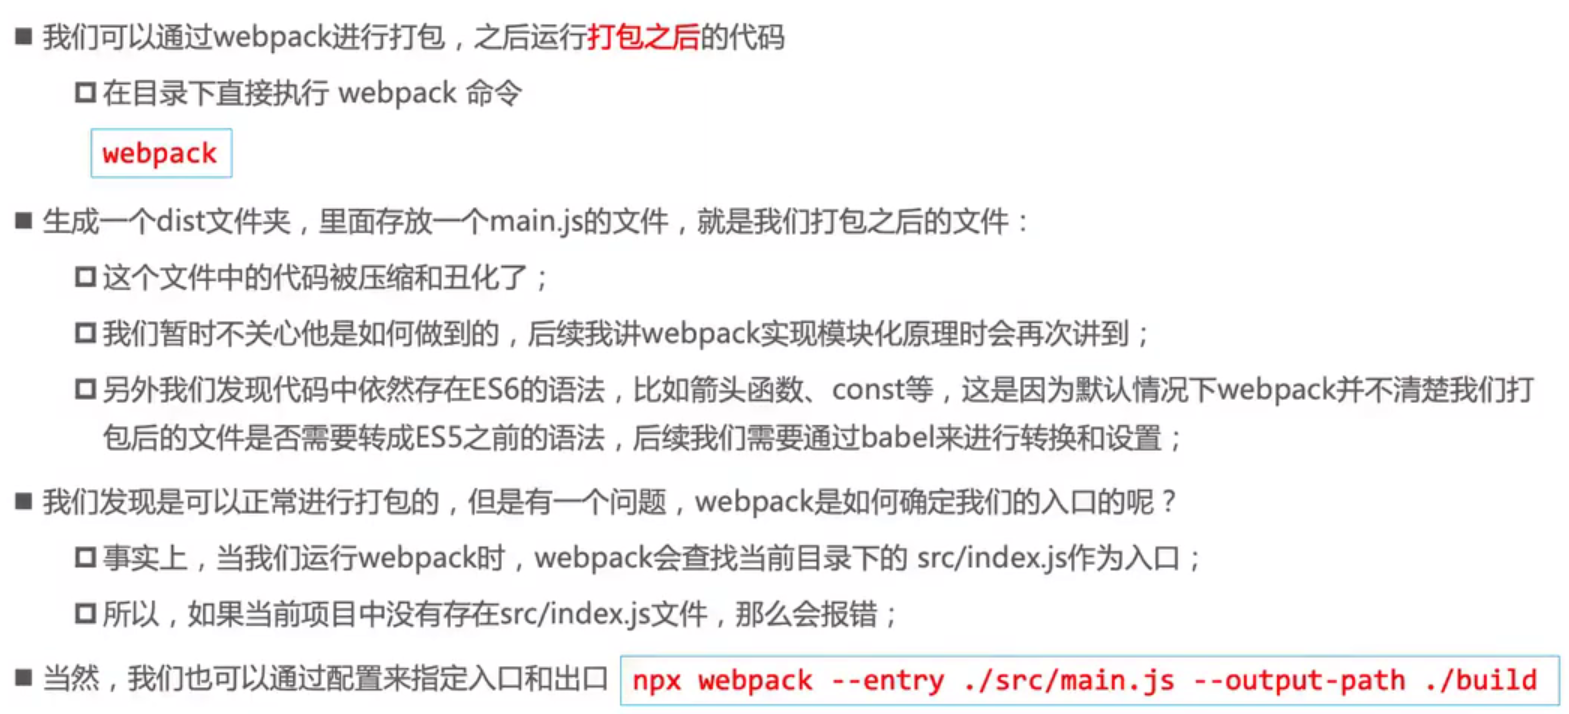 ■ 我们可以通过webpack进行打包，之后运行打包之后的代码
❑ 在目录下直接执行 webpack 命令
webpack
■ 生成一个dist文件夹，里面存放一个main.js的文件，就是我们打包之后的文件：
❑ 这个文件中的代码被压缩和丑化了；
❑ 我们暂时不关心他是如何做到的，后续我讲webpack实现模块化原理时会再次讲到；
❑ 另外我们发现代码中依然存在ES6的语法，比如箭头函数、const等，这是因为默认情况下webpack并不清楚我们打
包后的文件是否需要转成ES5之前的语法，后续我们需要通过babel来进行转换和设置；
■ 我们发现是可以正常进行打包的，但是有一个问题，webpack是如何确定我们的入口的呢？
❑ 事实上，当我们运行webpack时，webpack会查找当前目录下的 src/index.js作为入口；
❑ 所以，如果当前项目中没有存在src/index.js文件，那么会报错；
■ 当然，我们也可以通过配置来指定入口和出口 npx webpack --entry ./src/main.js --output-path ./build